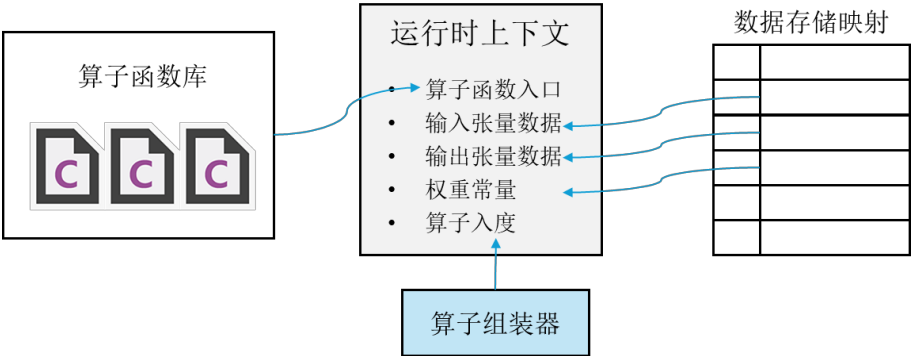 算子函数库
C C C
运行时上下文
• 算子函数入口
• 输入张量数据
• 输出张量数据
• 权重常量
• 算子入度
算子组装器
数据存储映射